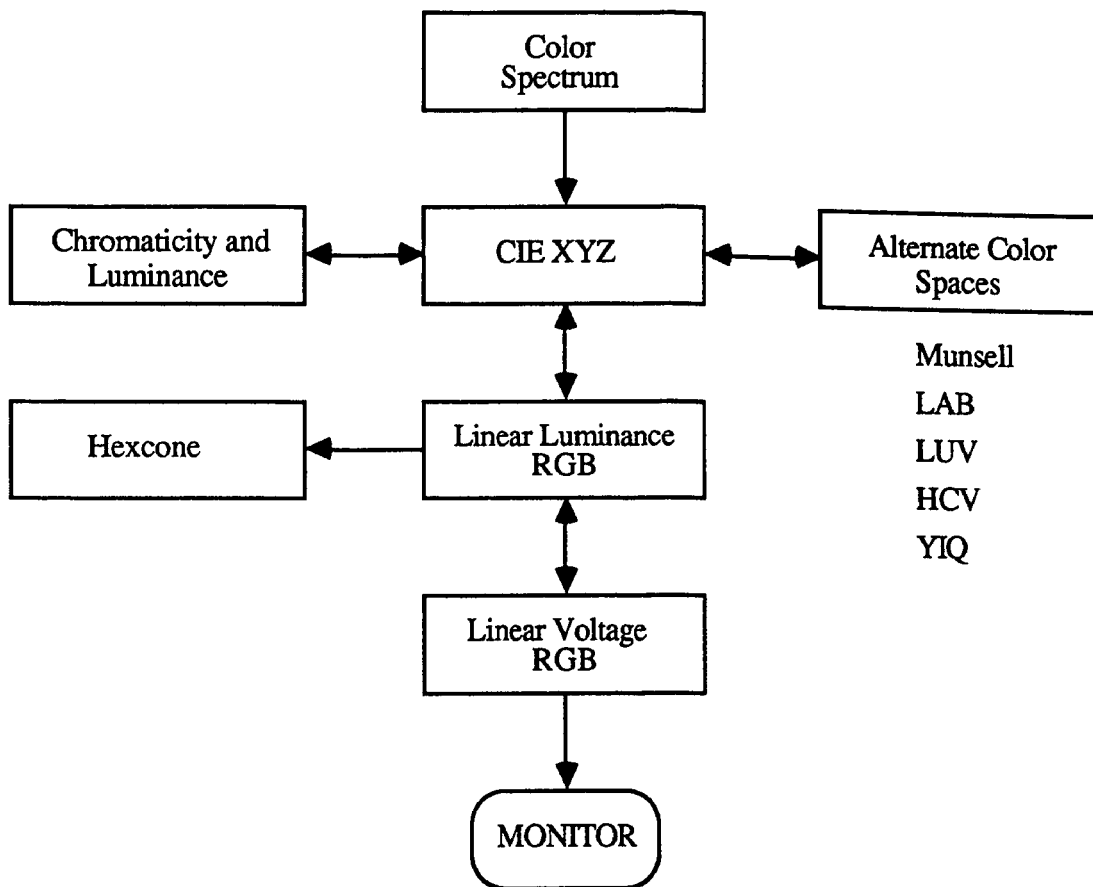 Color
Spectrum
Chromaticity and
Luminance
CIE XYZ
Alternate Color
Spaces
Munsell
LAB
LUV
HCV
YIQ
Hexcone
Linear Luminance
RGB
Linear Voltage
RGB
MONITOR